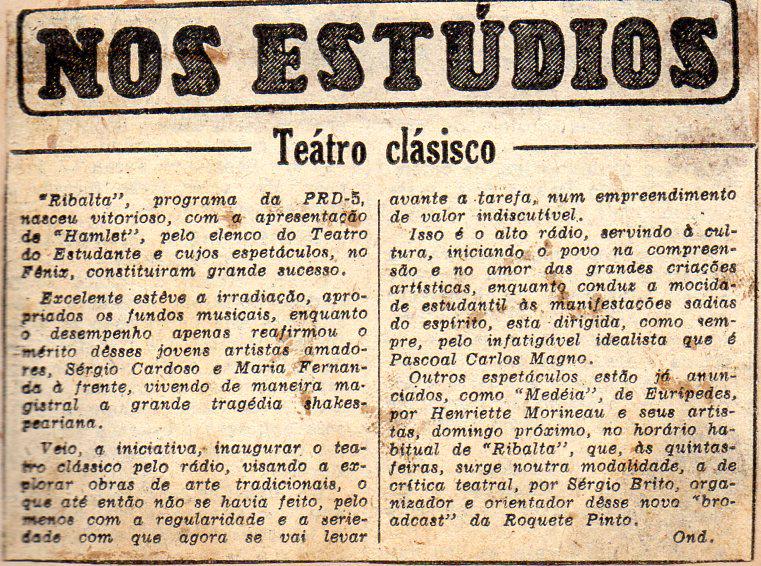 NOS ESTÚDIOS
Teátro clásisco
"Ribalta", programa da PRD-5,
nasceu vitorioso, com a apresentação
de "Hamlet", pelo elenco do Teatro
do Estudante e cujos espetáculos, no
Fênix, constituiram grande sucesso.
Excelente estêve a irradiação, apro-
priados os fundos musicais, enquanto
o desempenho apenas reafirmou o
mérito dêsses jovens artistas amado-
res, Sérgio Cardoso e Maria Fernan-
da à frente, vivendo de maneira ma-
gistral a grande tragédia shakes-
peariana.
Veio, a iniciativa, inaugurar o tea-
tro clássico pelo rádio, visando a ex-
plorar obras de arte tradicionais, o
que até então não se havia feito, pelo
menos com a regularidade e a serie-
dade com que agora se vai levar
avante a tarefa, num empreendimento
de valor indiscutível.
Isso é o alto rádio, servindo à cul-
tura, iniciando o povo na compreen-
são e no amor das grandes criações
artísticas, enquanto conduz a mocida-
de estudantil às manifestações sadias
do espírito, esta dirigida, como sem-
pre, pelo infatigável idealista que é
Pascoal Carlos Magno.
Outros espetáculos estão já anun-
ciados, como "Medéia", de Eurípedes,
por Henriette Morineau e seus artis-
tas, domingo próximo, no horário ha-
bitual de "Ribalta", que, às quintas-
feiras, surge noutra modalidade, a de
crítica teatral, por Sérgio Brito, orga-
nizador e orientador dêsse novo "bro-
adcast" da Roquete Pinto.
Ond.